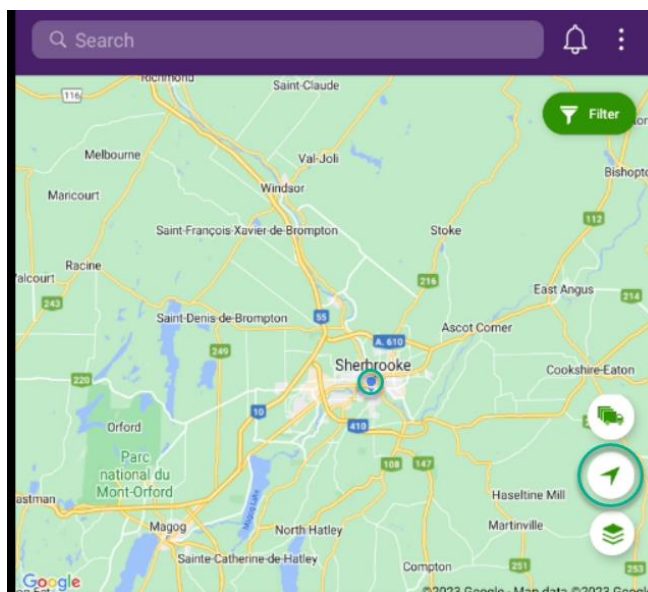 Search
Richmond
Saint-Claude
116
Filter
Melbourne
Val-Joli
Maricourt
Windsor
Saint-François-Xavier-de-Brompton
Stoke
112
Racine
216
243
East Angus
214
Saint-Denis-de-Brompton
55
Ascot Corner
A. 610
249
Sherbrooke
Cookshire-Eaton
220
10
410
Orford
Parc
national du
Mont-Orford
108
147
Haseltine Mill
Magog
North Hatley
Martinville
Sainte-Catherine-de-Hatley
Compton
251
253
Google
©2023 Google - Map data ©2023 Google